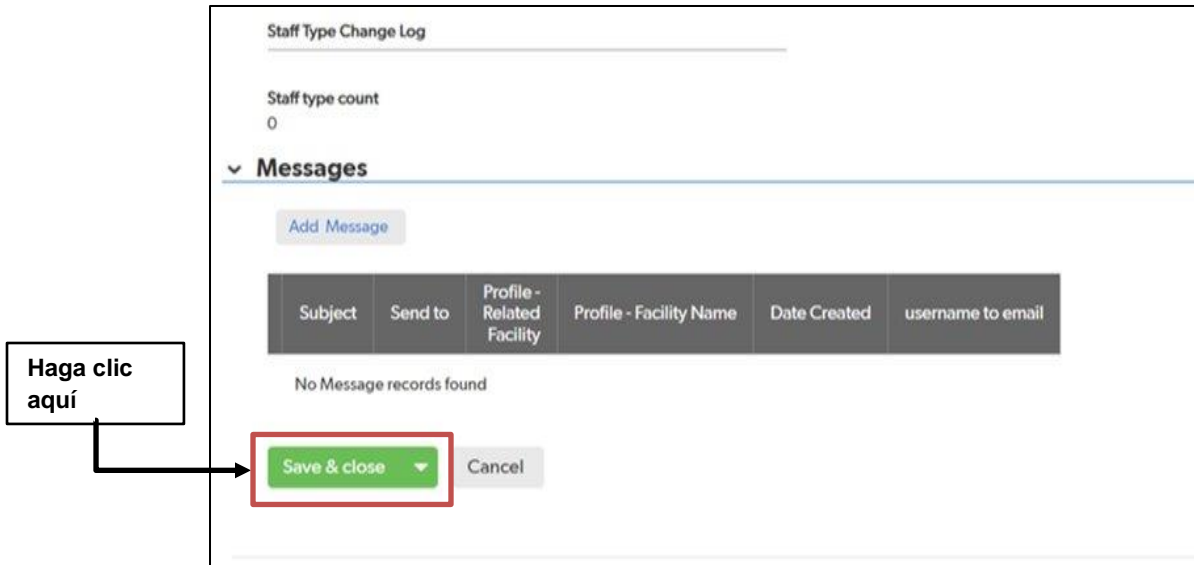 Staff Type Change Log
Staff type count
0
Messages
Add Message
Subject
Send to
Profile -
Related
Facility
Profile - Facility Name
Date Created
username to email
No Message records found
Haga clic
aquí
Save & close
Cancel